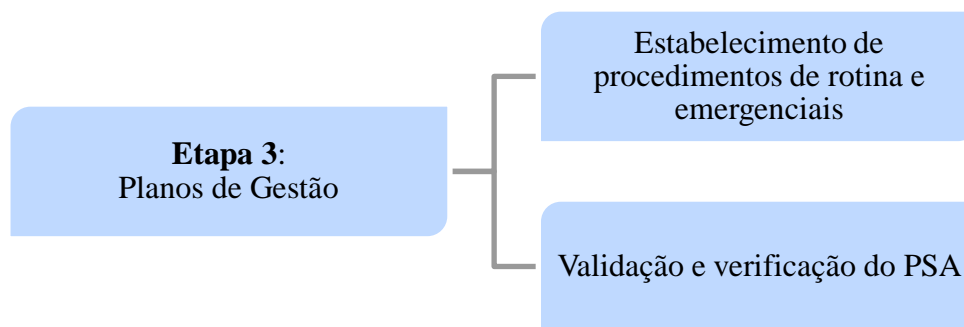 Estabelecimento de
procedimentos de rotina e
emergenciais
Etapa 3:
Planos de Gestão
Validação e verificação do PSA